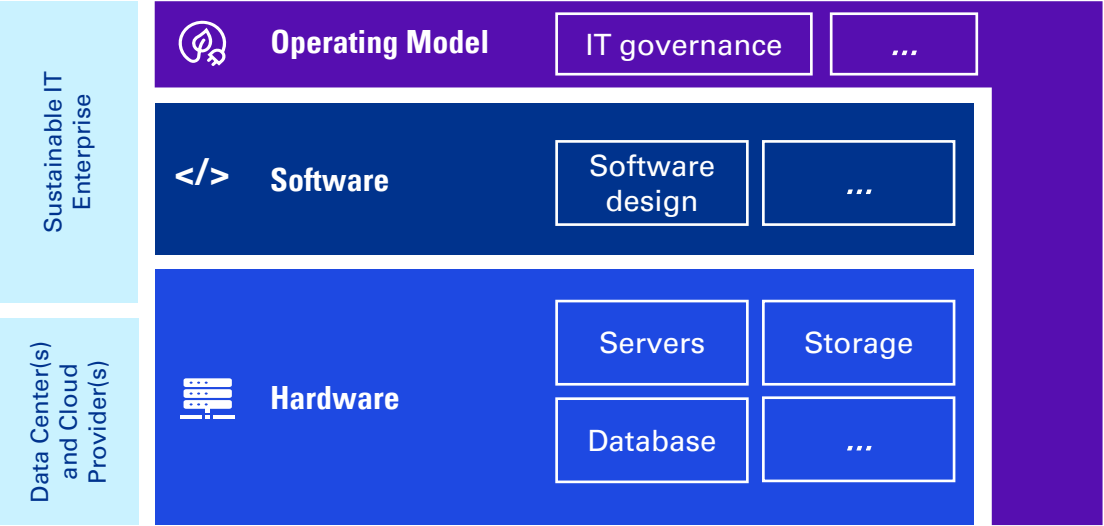 Sustainable IT
Enterprise
Operating Model
IT governance
...
</>
Software
Software
design
...
Data Center(s)
and Cloud
Provider(s)
Hardware
Servers
Storage
Database
...